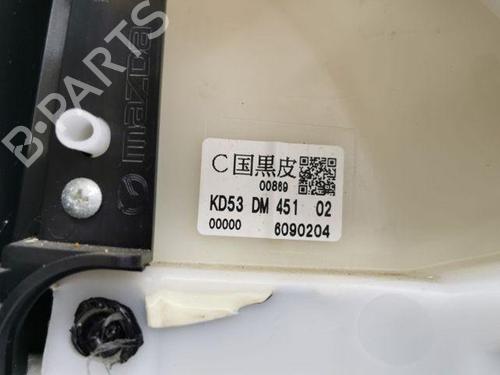 B-PARTS
mazda
C国黒皮
00869
KD53 DM 451 02
00000 6090204